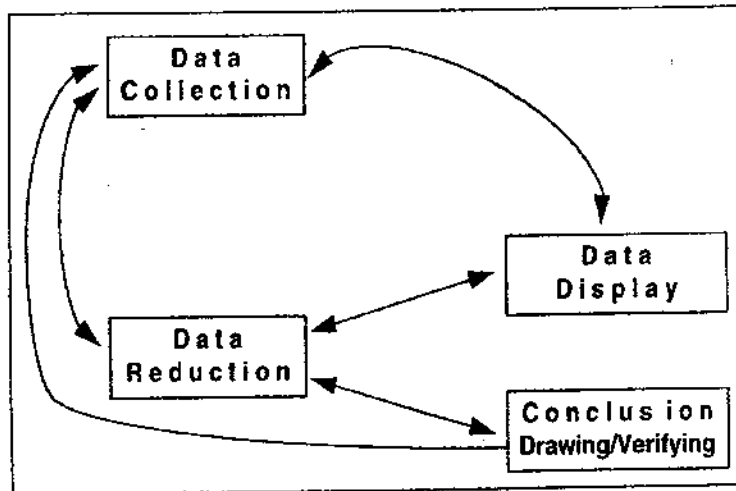 Data
Collection
Data
Display
Data
Reduction
Conclusion
Drawing/Verifying